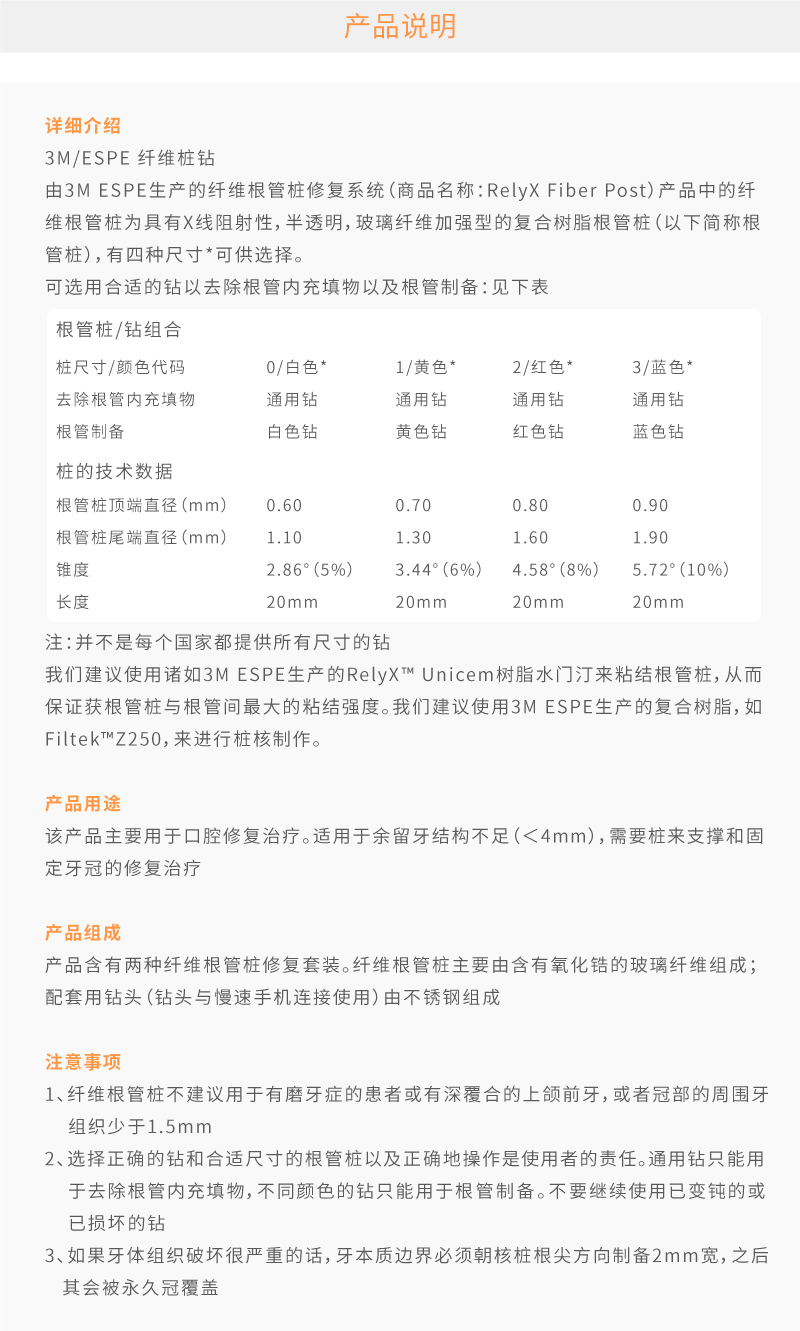 产品说明
详细介绍
3M/ESPE 纤维桩钻
由3M ESPE生产的纤维根管桩修复系统(商品名称:RelyX Fiber Post)产品中的纤
维根管桩为具有X线阻射性,半透明,玻璃纤维加强型的复合树脂根管桩(以下简称根
管桩),有四种尺寸*可供选择。
可选用合适的钻以去除根管内充填物以及根管制备:见下表
根管桩/钻组合
桩尺寸/颜色代码 0/白色* 1/黄色* 2/红色* 3/蓝色*
去除根管内充填物 通用钻 通用钻 通用钻 通用钻
根管制备 白色钻 黄色钻 红色钻 蓝色钻
桩的技术数据
根管桩顶端直径(mm) 0.60 0.70 0.80 0.90
根管桩尾端直径(mm) 1.10 1.30 1.60 1.90
锥度 2.86°(5%) 3.44°(6%) 4.58°(8%) 5.72°(10%)
长度 20mm 20mm 20mm 20mm
注:并不是每个国家都提供所有尺寸的钻
我们建议使用诸如3M ESPE生产的RelyX™ Unicem树脂水门汀来粘结根管桩,从而
保证获根管桩与根管间最大的粘结强度。我们建议使用3M ESPE生产的复合树脂,如
Filtek™Z250,来进行桩核制作。
产品用途
该产品主要用于口腔修复治疗。适用于余留牙结构不足(<4mm),需要桩来支撑和固
定牙冠的修复治疗
产品组成
产品含有两种纤维根管桩修复套装。纤维根管桩主要由含有氧化锆的玻璃纤维组成;
配套用钻头(钻头与慢速手机连接使用)由不锈钢组成
注意事项
1、纤维根管桩不建议用于有磨牙症的患者或有深覆合的上颌前牙,或者冠部的周围牙
组织少于1.5mm
2、选择正确的钻和合适尺寸的根管桩以及正确地操作是使用者的责任。通用钻只能用
于去除根管内充填物,不同颜色的钻只能用于根管制备。不要继续使用已变钝的或
已损坏的钻
3、如果牙体组织破坏很严重的话,牙本质边界必须朝核桩根尖方向制备2mm宽,之后
其会被永久冠覆盖